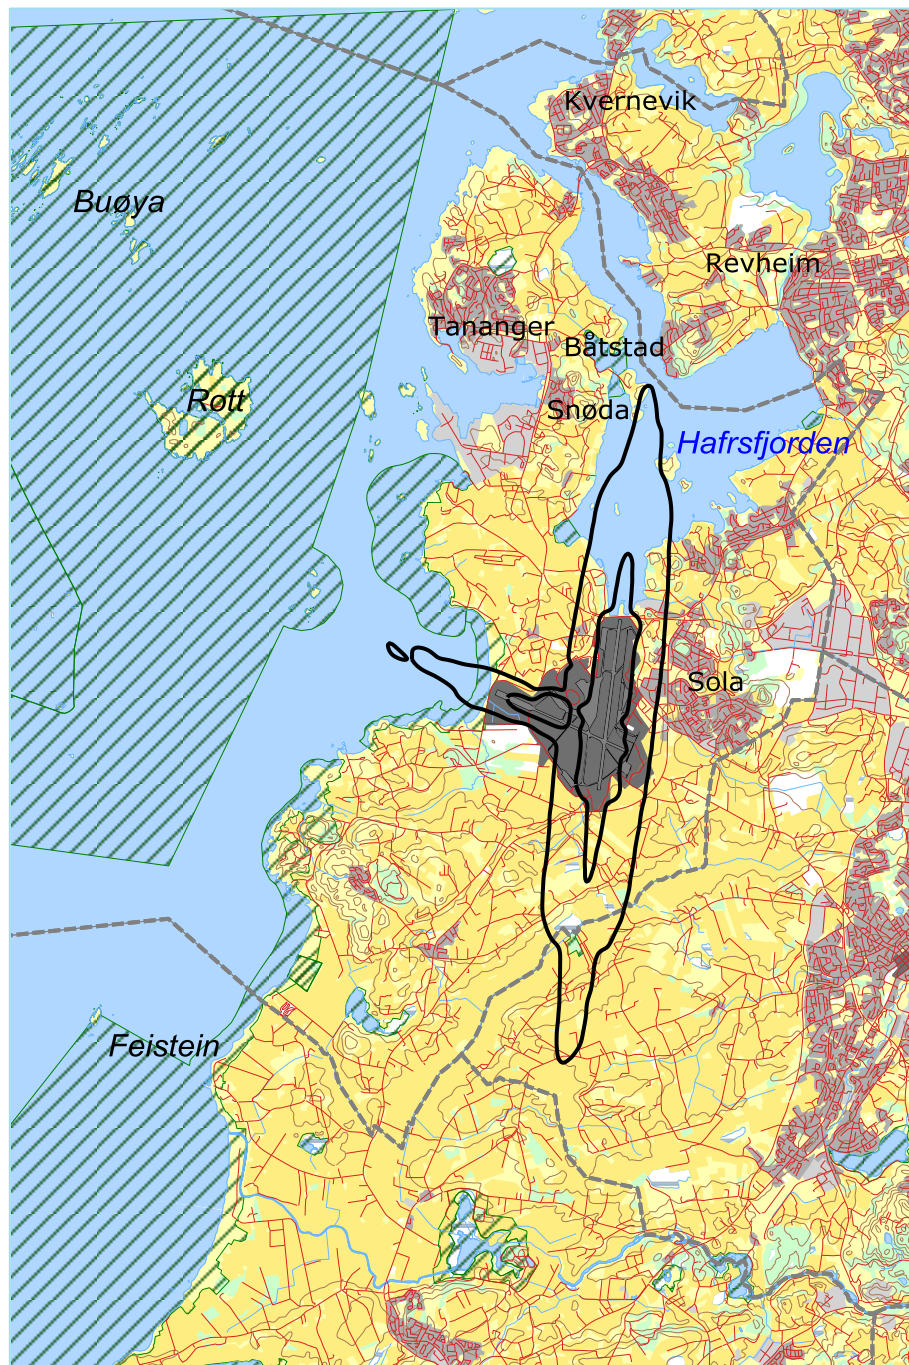 Kvernevik
Buøya
Revheim
Tananger
Båtstad
Rott
Snøda
Hafrsfjorden
Sola
Feistein